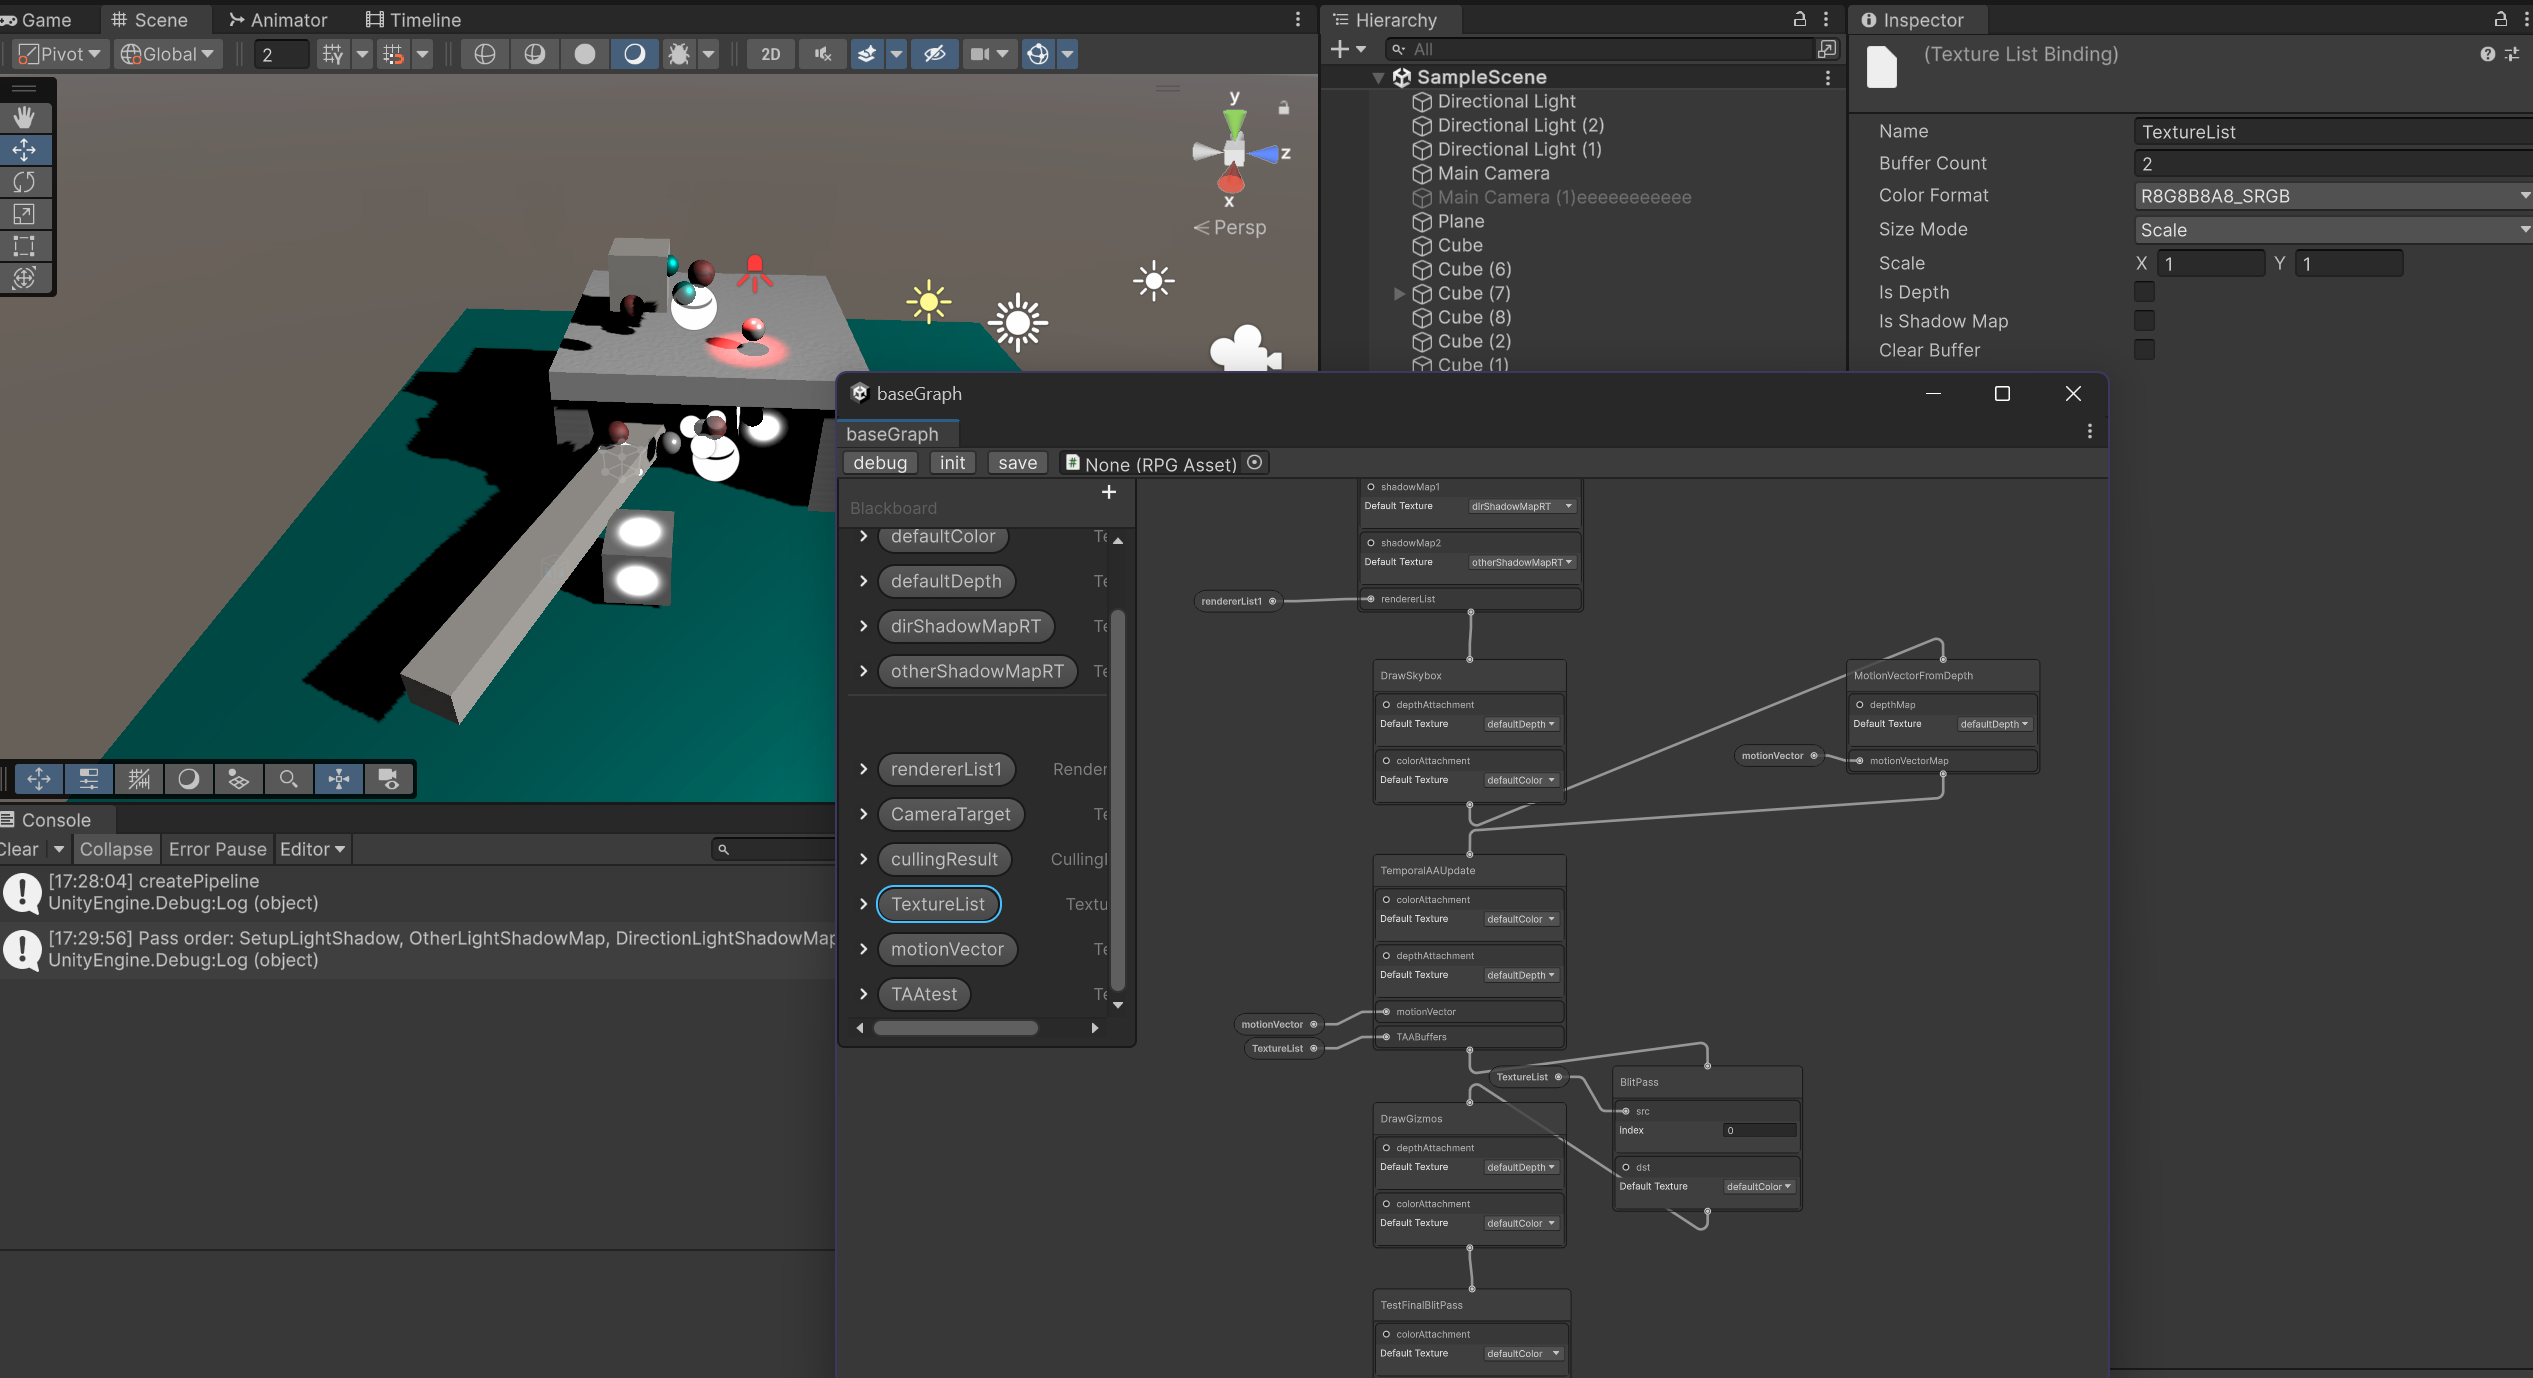 Game
Scene
Animator
Timeline
Pivot
Global
2
2D
y
z
x
Persp
Hierarchy
All
SampleScene
Directional Light
Directional Light (2)
Directional Light (1)
Main Camera
Main Camera (1)eeeeeeeeeee
Plane
Cube
Cube (6)
Cube (7)
Cube (8)
Cube (2)
Cube (1)
Inspector
(Texture List Binding)
Name TextureList
Buffer Count 2
Color Format R8G8B8A8_SRGB
Size Mode Scale
Scale X 1 Y 1
Is Depth
Is Shadow Map
Clear Buffer
Console
Clear Collapse Error Pause Editor
[17:28:04] createPipeline
UnityEngine.Debug:Log (object)
[17:29:56] Pass order: SetupLightShadow, OtherLightShadowMap, DirectionLightShadowMap
UnityEngine.Debug:Log (object)
baseGraph
baseGraph
debug init save # None (RPG Asset)
Blackboard
defaultColor Te
defaultDepth Te
dirShadowMapRT Te
otherShadowMapRT Te
rendererList1 Render
CameraTarget Te
cullingResult Cullingl
TextureList Textu
motionVector Te
TAAtest Te
shadowMap1
Default Texture dirShadowMapRT
shadowMap2
Default Texture otherShadowMapRT
rendererList1
rendererList
DrawSkybox
depthAttachment
Default Texture defaultDepth
colorAttachment
Default Texture defaultColor
MotionVectorFromDepth
depthMap
Default Texture defaultDepth
motionVector
motionVectorMap
TemporalAAUpdate
colorAttachment
Default Texture defaultColor
depthAttachment
Default Texture defaultDepth
motionVector
motionVector
TextureList
TAABuffers
TextureList
BlitPass
src
Index 0
dst
Default Texture defaultColor
DrawGizmos
depthAttachment
Default Texture defaultDepth
colorAttachment
Default Texture defaultColor
TestFinalBlitPass
colorAttachment
Default Texture defaultColor